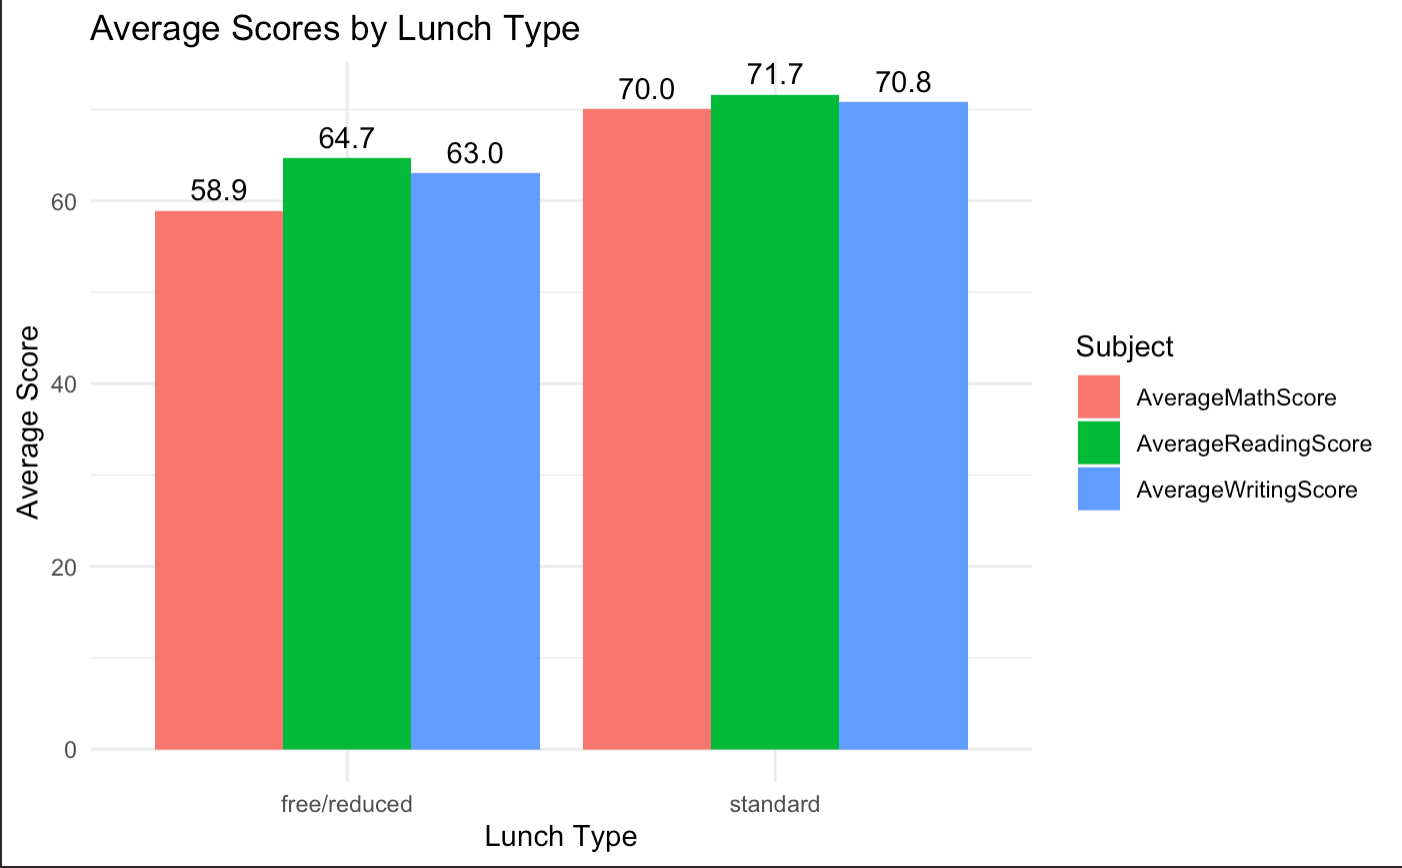 Average Scores by Lunch Type
70.0 71.7 70.8
58.9 64.7 63.0
60
40
20
0
Average Score
free/reduced standard
Lunch Type
Subject
AverageMathScore
AverageReadingScore
AverageWritingScore